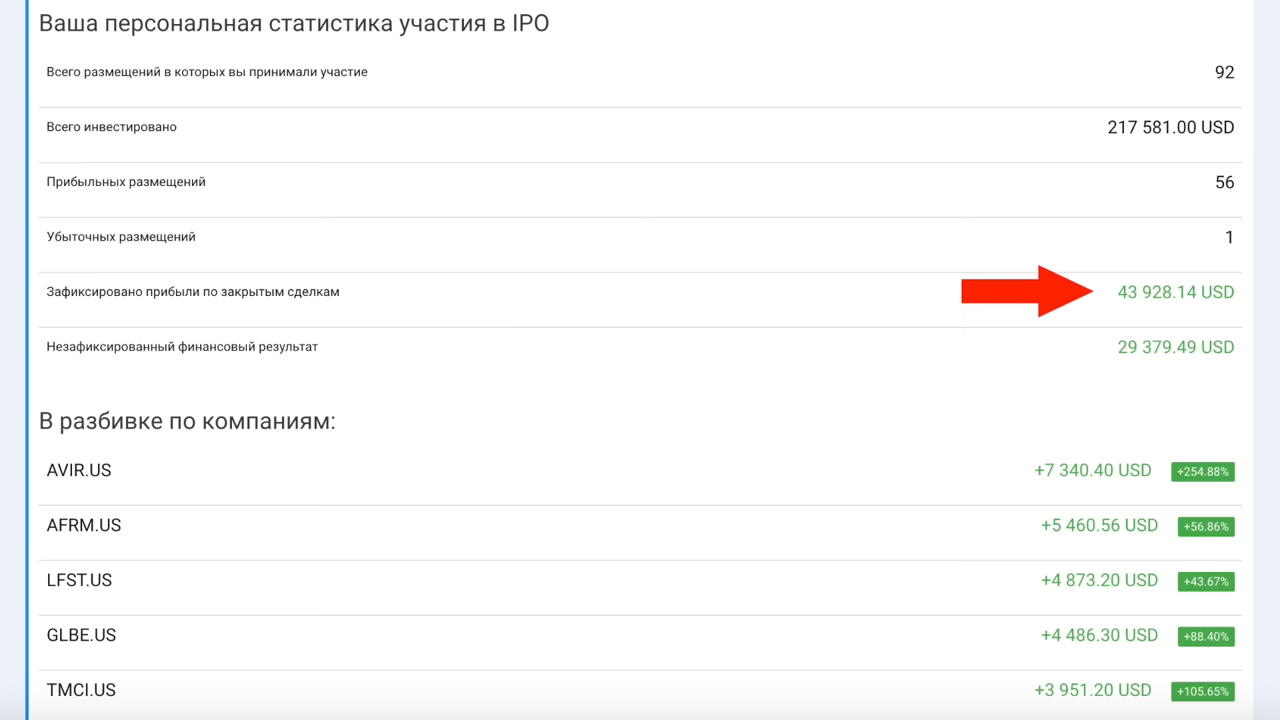 Ваша персональная статистика участия в IPO
Всего размещений в которых вы принимали участие 92
Всего инвестировано 217 581.00 USD
Прибыльных размещений 56
Убыточных размещений 1
Зафиксировано прибыли по закрытым сделкам 43 928.14 USD
Незафиксированный финансовый результат 29 379.49 USD
В разбивке по компаниям:
AVIR.US +7 340.40 USD +254.88%
AFRM.US +5 460.56 USD +56.86%
LFST.US +4 873.20 USD +43.67%
GLBE.US +4 486.30 USD +88.40%
TMCI.US +3 951.20 USD +105.65%